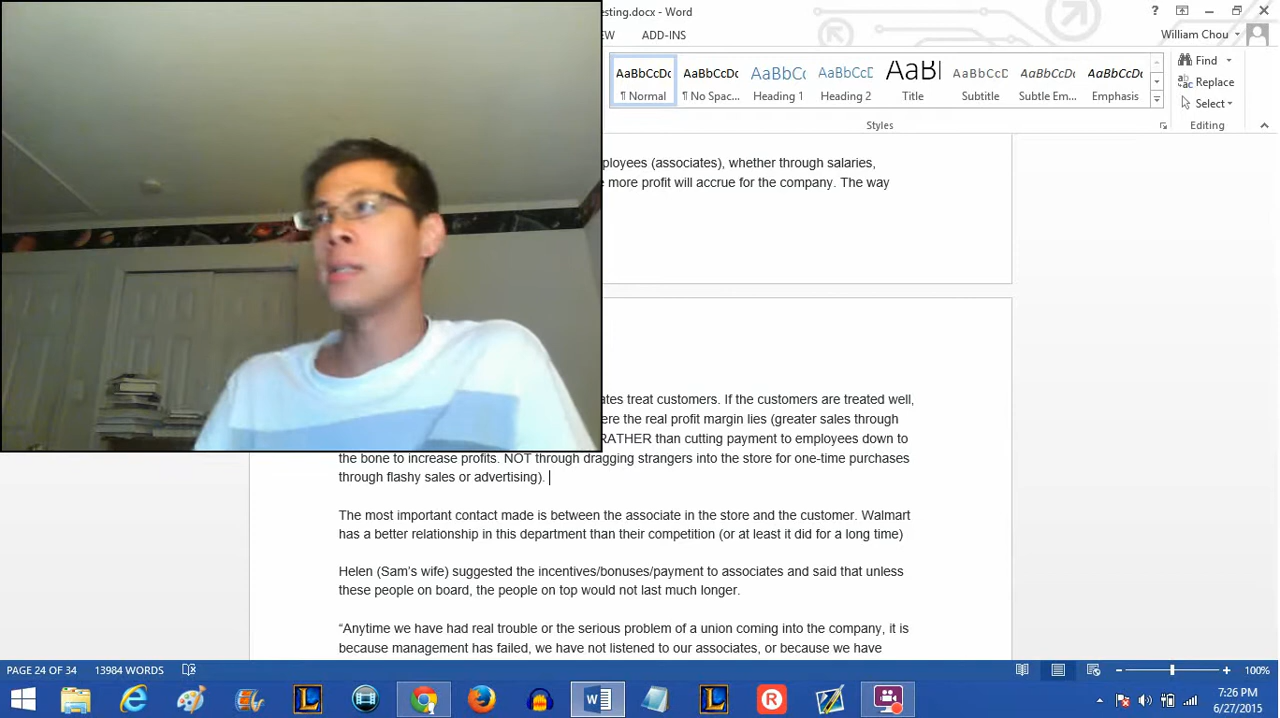 esting.docx - Word
?
EW
ADD-INS
William Chou
AaBbCcDc
AaBbCcDc
AaBbCc
AaBbCcD
AaBl
AaBbCcD
AaBbCcDc
AaBbCcDc
¶ Normal
¶ No Spac...
Heading 1
Heading 2
Title
Subtitle
Subtle Em...
Emphasis
Find
Replace
Select
Styles
Editing
ployees (associates), whether through salaries,
e more profit will accrue for the company. The way
ates treat customers. If the customers are treated well,
ere the real profit margin lies (greater sales through
RATHER than cutting payment to employees down to
the bone to increase profits. NOT through dragging strangers into the store for one-time purchases
through flashy sales or advertising).
The most important contact made is between the associate in the store and the customer. Walmart
has a better relationship in this department than their competition (or at least it did for a long time)
Helen (Sam's wife) suggested the incentives/bonuses/payment to associates and said that unless
these people on board, the people on top would not last much longer.
“Anytime we have had real trouble or the serious problem of a union coming into the company, it is
because management has failed, we have not listened to our associates, or because we have
PAGE 24 OF 34
13984 WORDS
100%
7:26 PM
6/27/2015